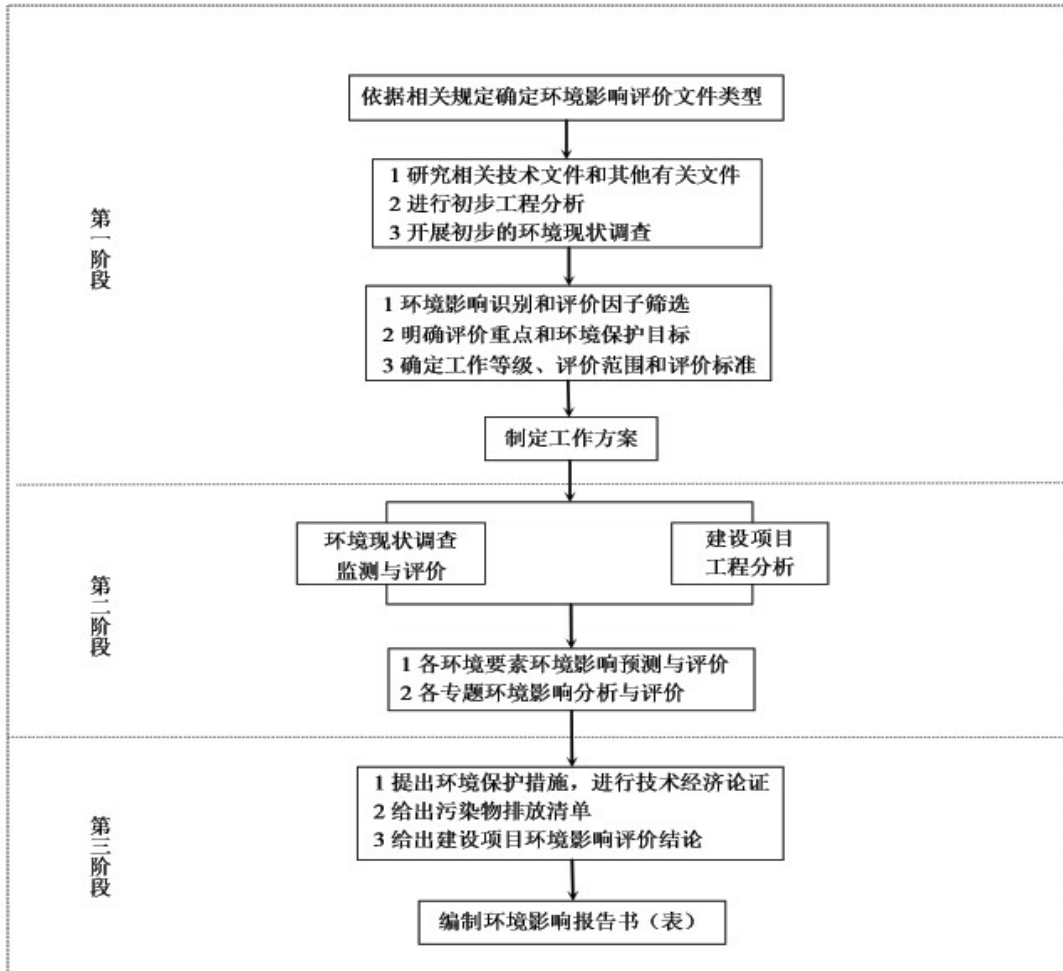 依据相关规定确定环境影响评价文件类型
第一阶段
1 研究相关技术文件和其他有关文件
2 进行初步工程分析
3 开展初步的环境现状调查
1 环境影响识别和评价因子筛选
2 明确评价重点和环境保护目标
3 确定工作等级、评价范围和评价标准
制定工作方案
第二阶段
环境现状调查
监测与评价
建设项目
工程分析
1 各环境要素环境影响预测与评价
2 各专题环境影响分析与评价
第三阶段
1 提出环境保护措施，进行技术经济论证
2 给出污染物排放清单
3 给出建设项目环境影响评价结论
编制环境影响报告书（表）